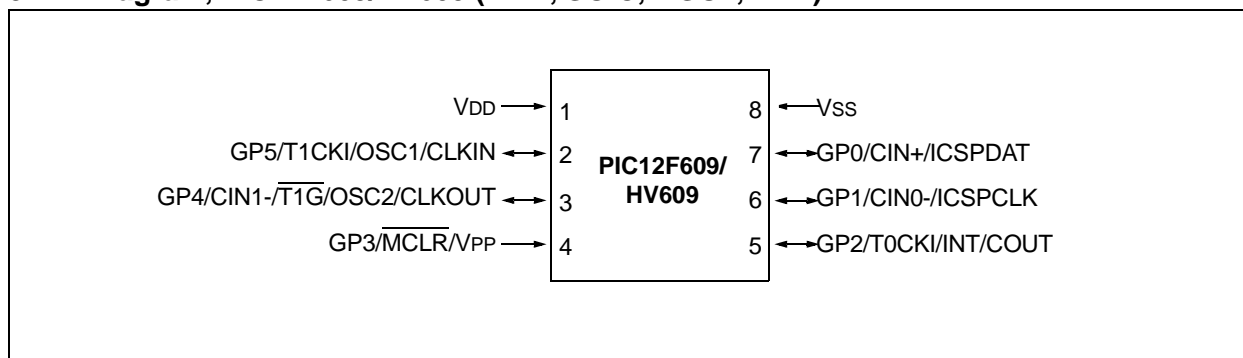 VDD 1 8 VSS
GP5/T1CKI/OSC1/CLKIN 2 PIC12F609/ 7 GP0/CIN+/ICSPDAT
GP4/CIN1-/T1G/OSC2/CLKOUT 3 HV609 6 GP1/CIN0-/ICSPCLK
GP3/MCLR/VPP 4 5 GP2/T0CKI/INT/COUT